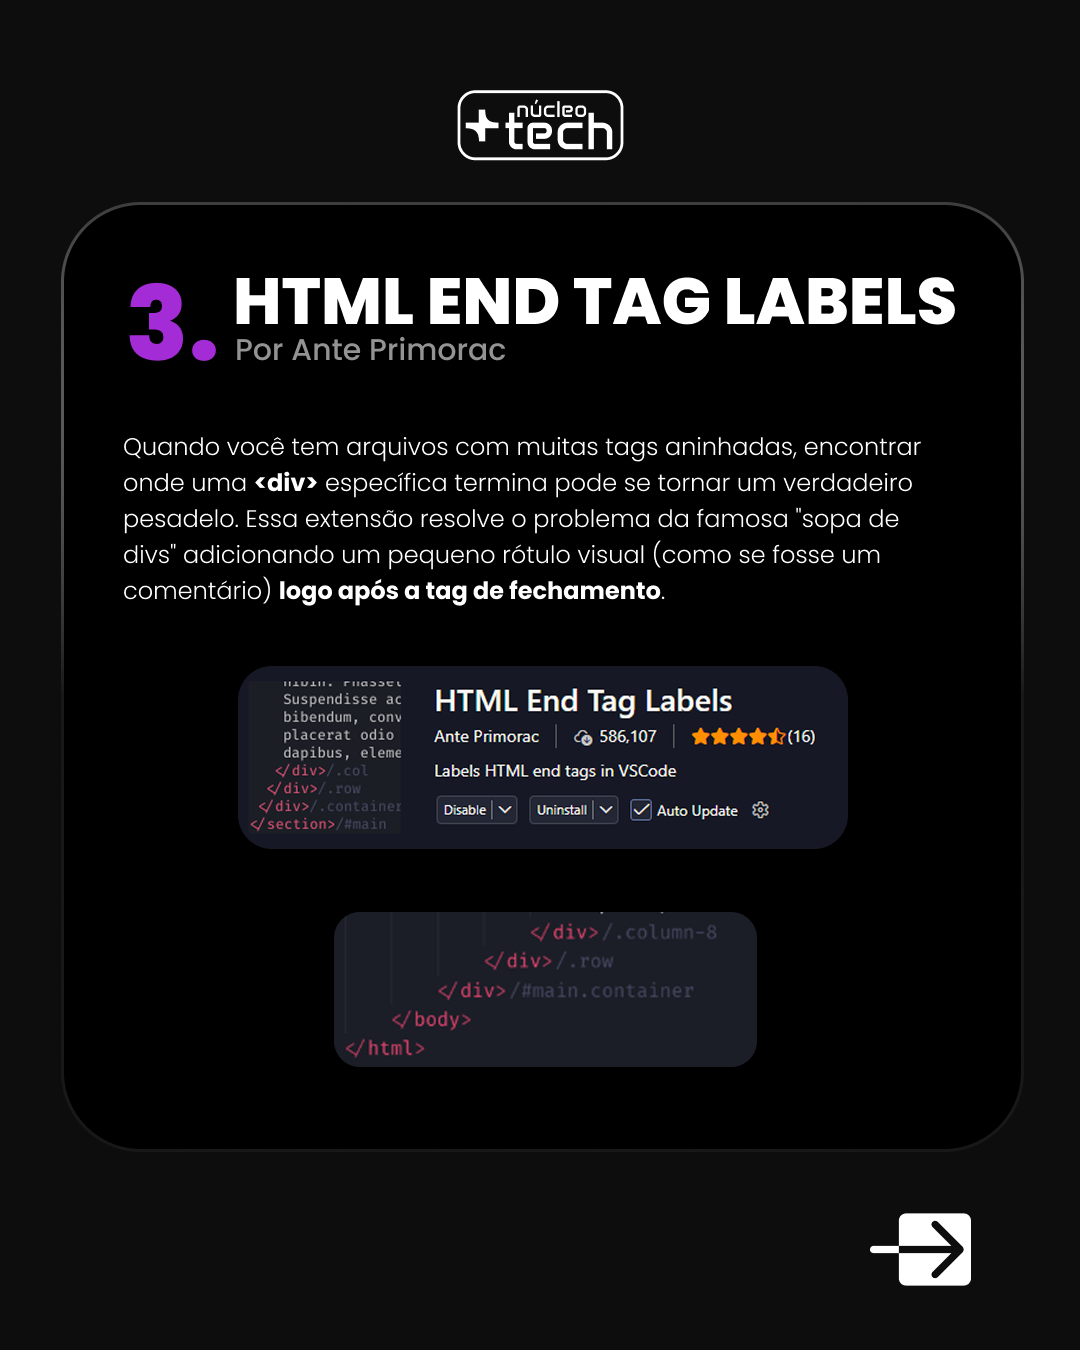 núcleo
tech
3. HTML END TAG LABELS
Por Ante Primorac
Quando você tem arquivos com muitas tags aninhadas, encontrar
onde uma <div> específica termina pode se tornar um verdadeiro
pesadelo. Essa extensão resolve o problema da famosa "sopa de
divs" adicionando um pequeno rótulo visual (como se fosse um
comentário) logo após a tag de fechamento.
Suspendisse ac
bibendum, conv
placerat odio
dapibus, eleme
</div>/.col
</div>/.row
</div>/.container
</section>/#main
HTML End Tag Labels
Ante Primorac 586,107 (16)
Labels HTML end tags in VSCode
Disable Uninstall Auto Update
</div>/.column-8
</div>/.row
</div>/#main.container
</body>
</html>